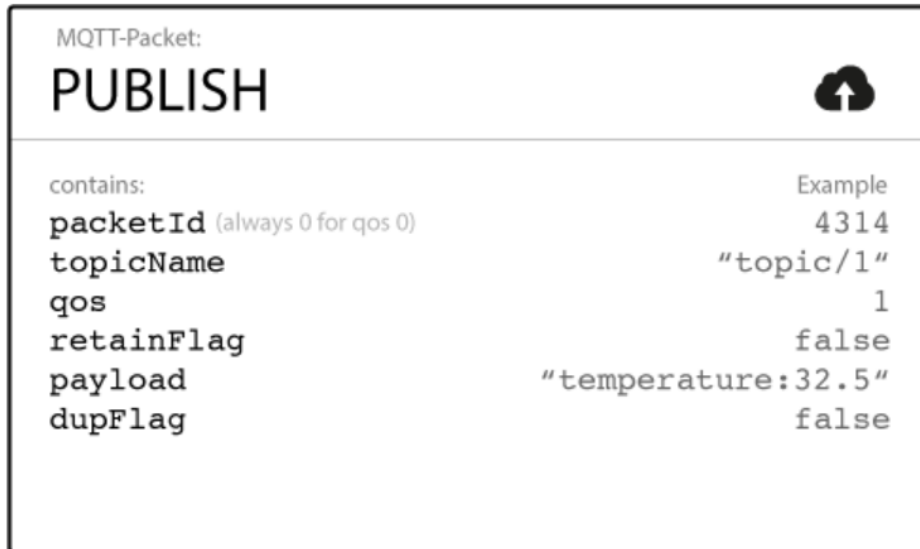 MQTT-Packet:
PUBLISH
contains: Example
packetId (always 0 for qos 0) 4314
topicName “topic/1“
qos 1
retainFlag false
payload “temperature:32.5“
dupFlag false